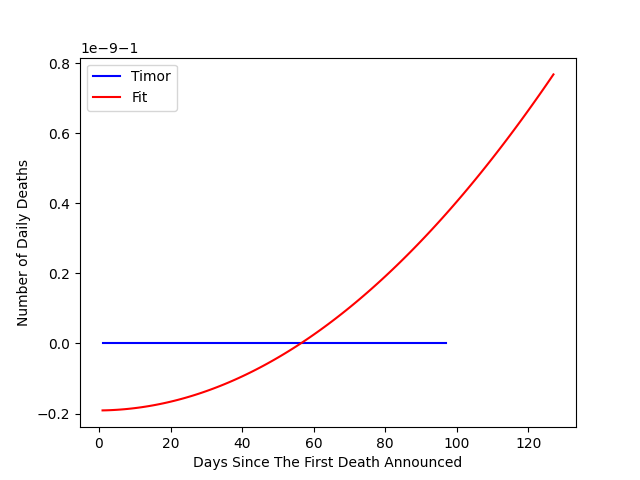 1e−9−1
Timor
Fit
Number of Daily Deaths
0.8
0.6
0.4
0.2
0.0
−0.2
0 20 40 60 80 100 120
Days Since The First Death Announced